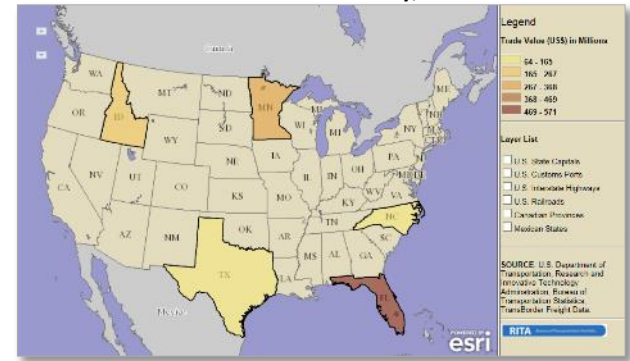 Canada
WA
MT
ND
MN
ME
OR
ID
SD
WI
MI
NY
WY
IA
PA
NE
NV
UT
IL
IN
OH
CA
CO
KS
MO
KY
WV
VA
AZ
NM
OK
AR
TN
NC
SC
MS
AL
GA
TX
LA
FL
Mexico
POWERED BY
esri
Legend
Trade Value (US$) in Millions
64 - 165
165 - 267
267 - 368
368 - 469
469 - 571
Layer List
U.S. State Capitals
U.S. Customs Ports
U.S. Interstate Highways
U.S. Railroads
Canadian Provinces
Mexican States
SOURCE: U.S. Department of
Transportation, Research and
Innovative Technology
Administration, Bureau of
Transportation Statistics,
TransBorder Freight Data.
RITA